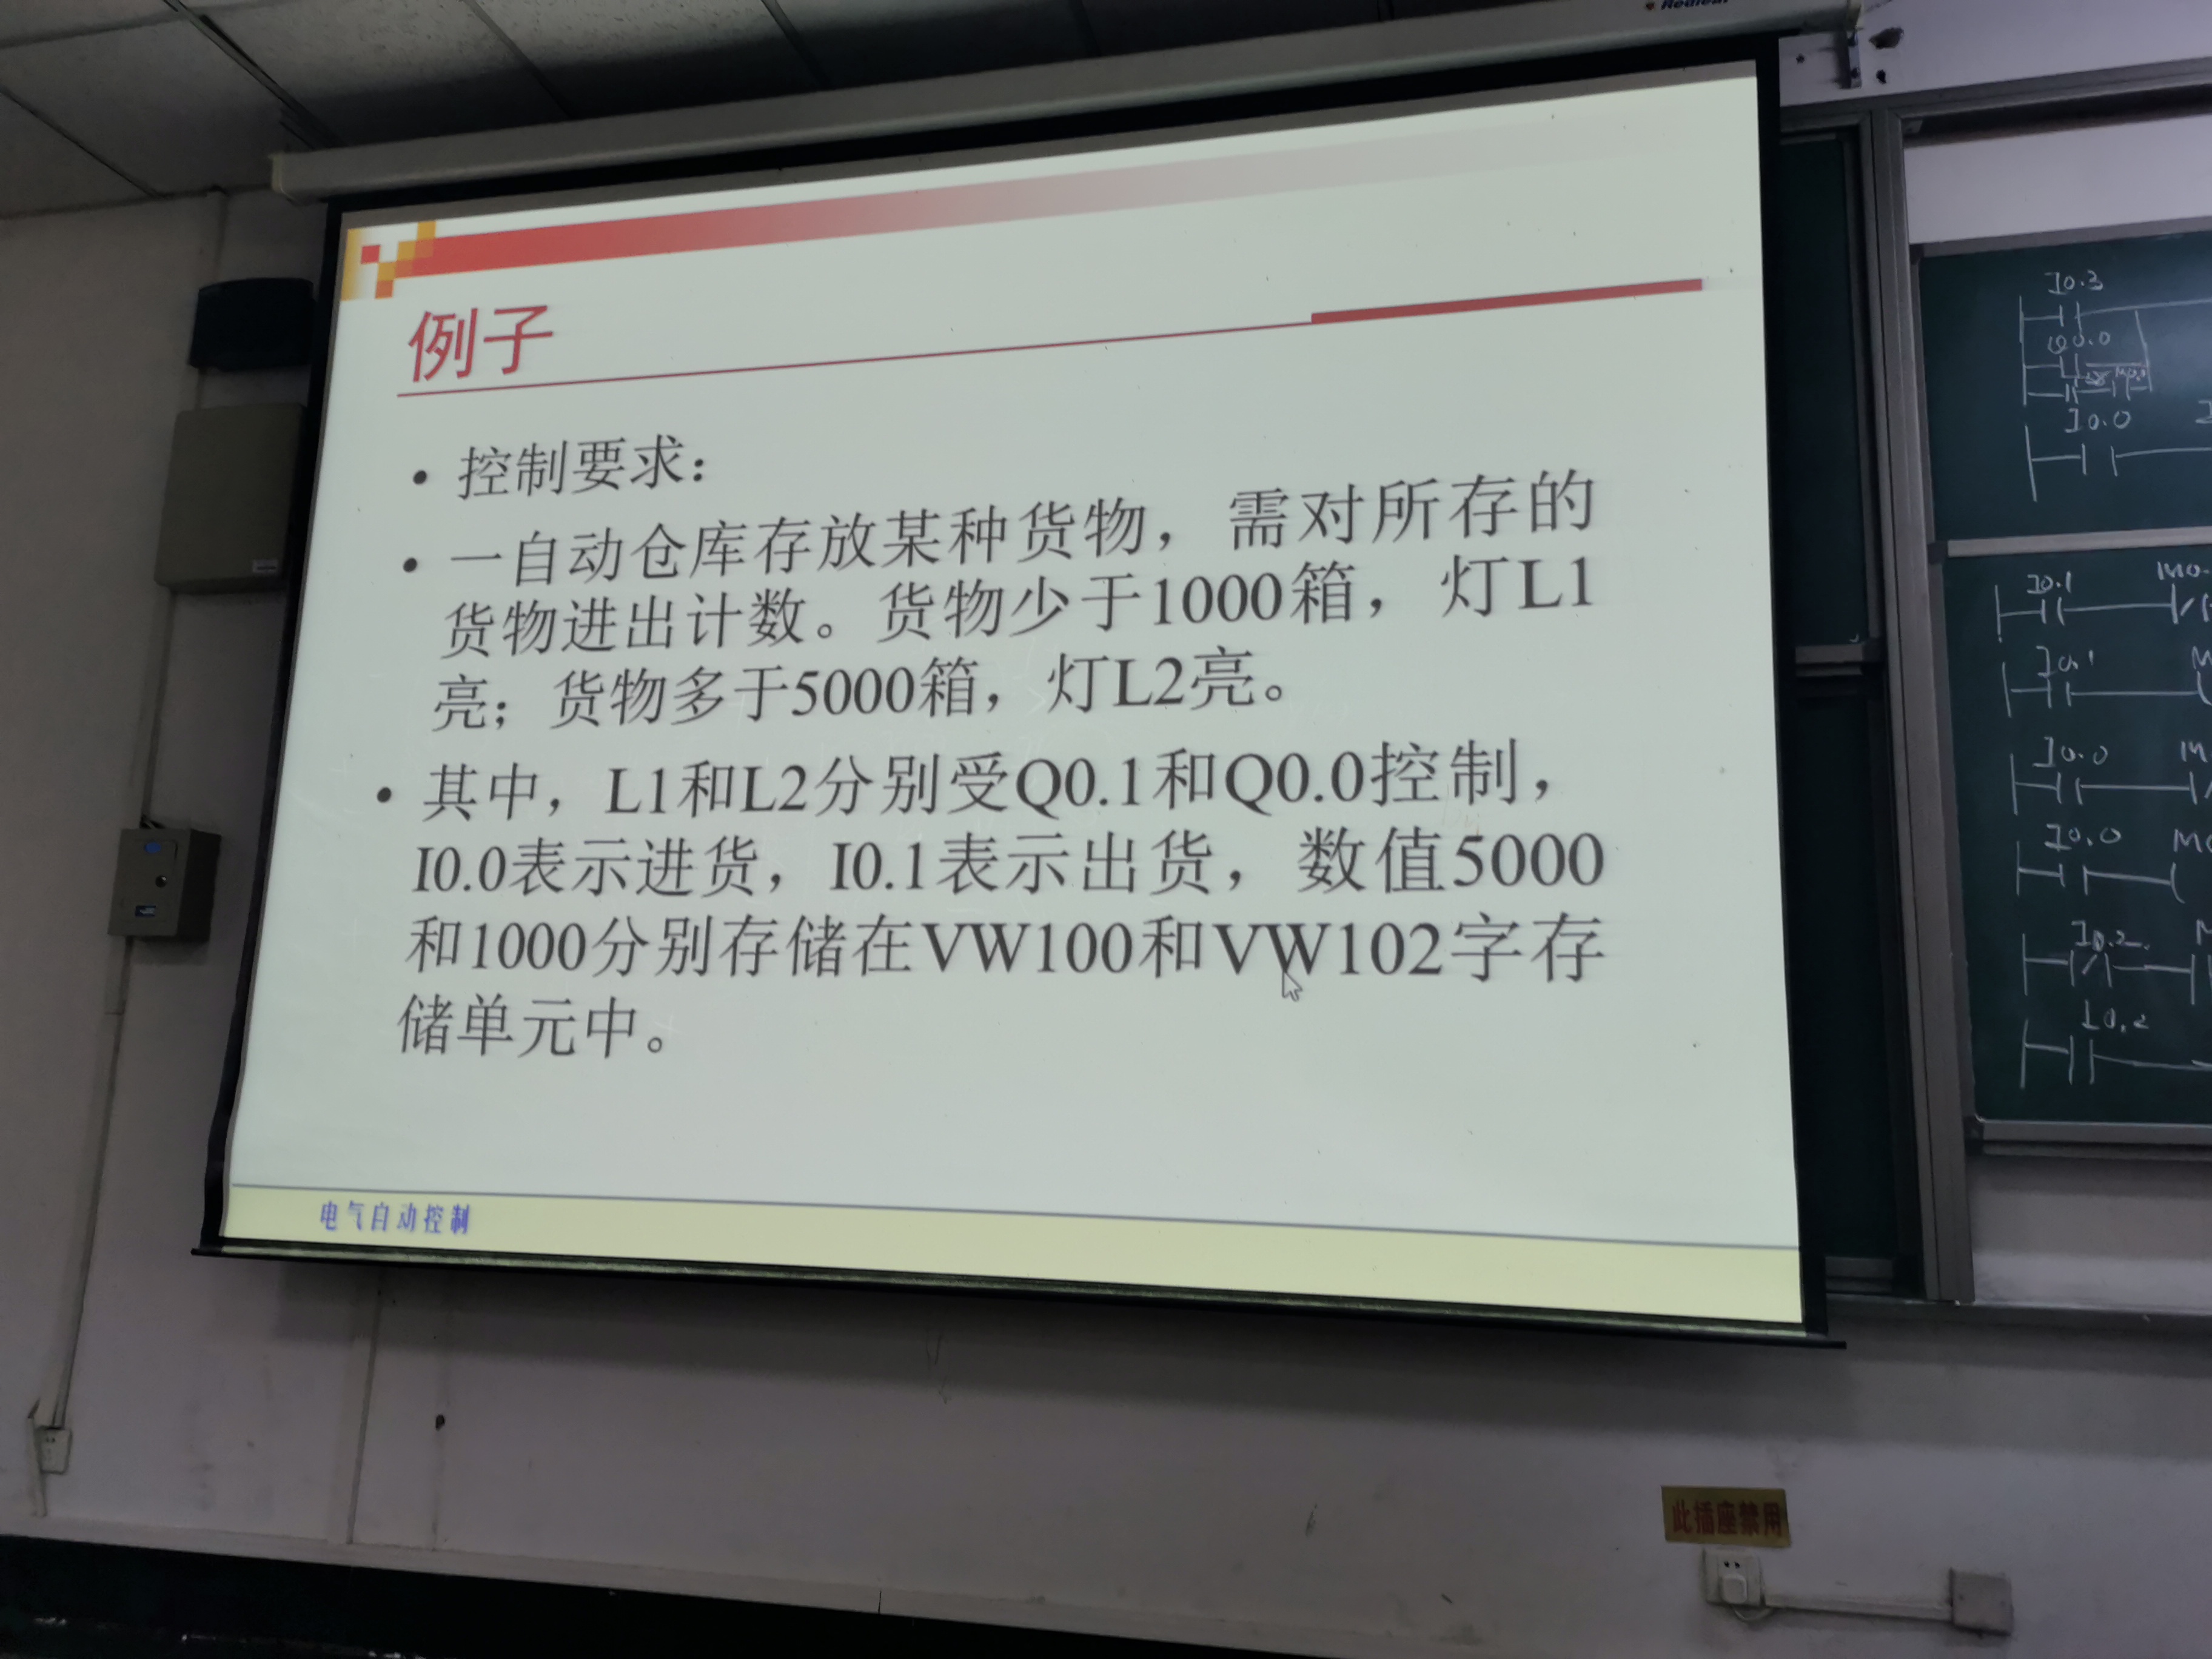 例子
• 控制要求：
• 一自动仓库存放某种货物，需对所存的
货物进出计数。货物少于1000箱，灯L1
亮；货物多于5000箱，灯L2亮。
• 其中，L1和L2分别受Q0.1和Q0.0控制，
I0.0表示进货，I0.1表示出货，数值5000
和1000分别存储在VW100和VW102字存
储单元中。
电气自动控制
I0.3
Q0.0
I0.0
I0.1
I0.1
I0.0
I0.0
I0.2
I0.2
此插座禁用